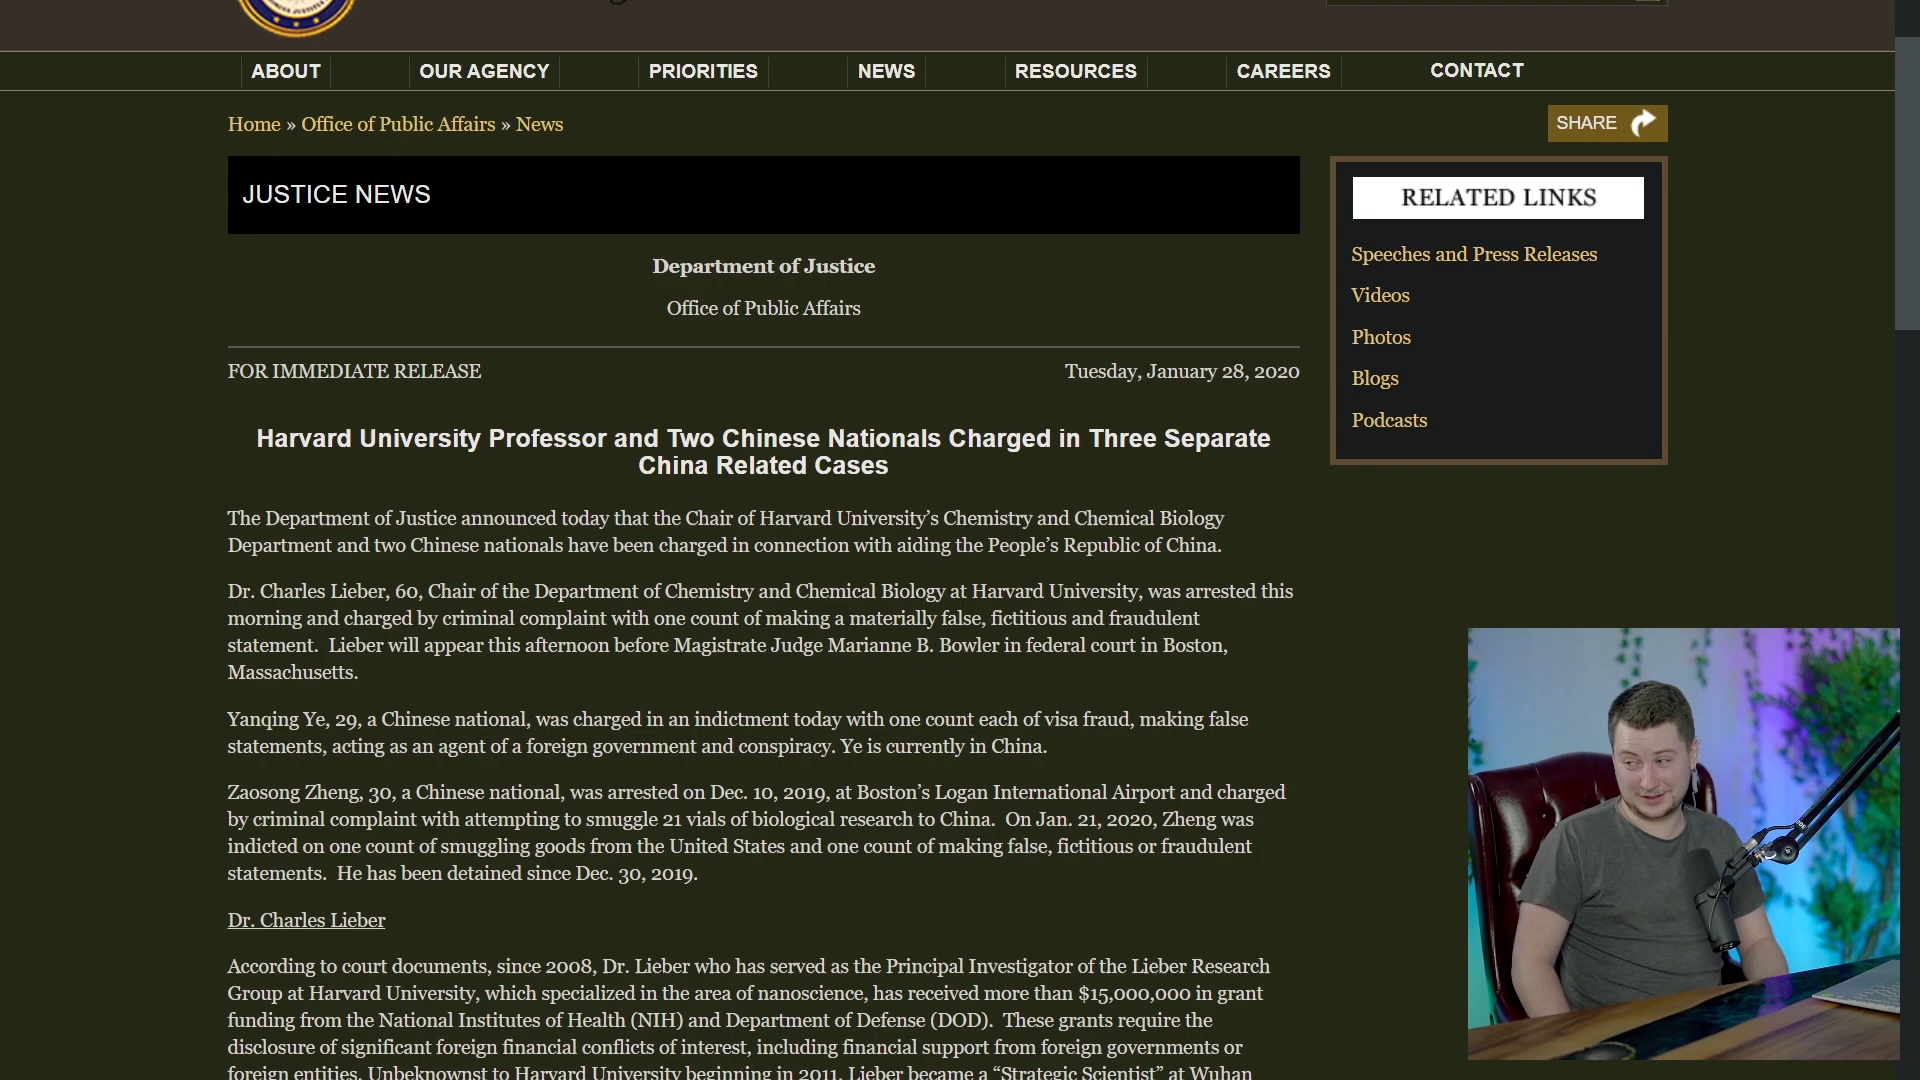 ABOUT OUR AGENCY PRIORITIES NEWS RESOURCES CAREERS CONTACT
Home » Office of Public Affairs » News
SHARE
JUSTICE NEWS
Department of Justice
Office of Public Affairs
FOR IMMEDIATE RELEASE Tuesday, January 28, 2020
Harvard University Professor and Two Chinese Nationals Charged in Three Separate
China Related Cases
The Department of Justice announced today that the Chair of Harvard University’s Chemistry and Chemical Biology
Department and two Chinese nationals have been charged in connection with aiding the People’s Republic of China.
Dr. Charles Lieber, 60, Chair of the Department of Chemistry and Chemical Biology at Harvard University, was arrested this
morning and charged by criminal complaint with one count of making a materially false, fictitious and fraudulent
statement.  Lieber will appear this afternoon before Magistrate Judge Marianne B. Bowler in federal court in Boston,
Massachusetts.
Yanqing Ye, 29, a Chinese national, was charged in an indictment today with one count each of visa fraud, making false
statements, acting as an agent of a foreign government and conspiracy. Ye is currently in China.
Zaosong Zheng, 30, a Chinese national, was arrested on Dec. 10, 2019, at Boston’s Logan International Airport and charged
by criminal complaint with attempting to smuggle 21 vials of biological research to China.  On Jan. 21, 2020, Zheng was
indicted on one count of smuggling goods from the United States and one count of making false, fictitious or fraudulent
statements.  He has been detained since Dec. 30, 2019.
Dr. Charles Lieber
According to court documents, since 2008, Dr. Lieber who has served as the Principal Investigator of the Lieber Research
Group at Harvard University, which specialized in the area of nanoscience, has received more than $15,000,000 in grant
funding from the National Institutes of Health (NIH) and Department of Defense (DOD).  These grants require the
disclosure of significant foreign financial conflicts of interest, including financial support from foreign governments or
foreign entities. Unbeknownst to Harvard University beginning in 2011, Lieber became a “Strategic Scientist” at Wuhan
RELATED LINKS
Speeches and Press Releases
Videos
Photos
Blogs
Podcasts